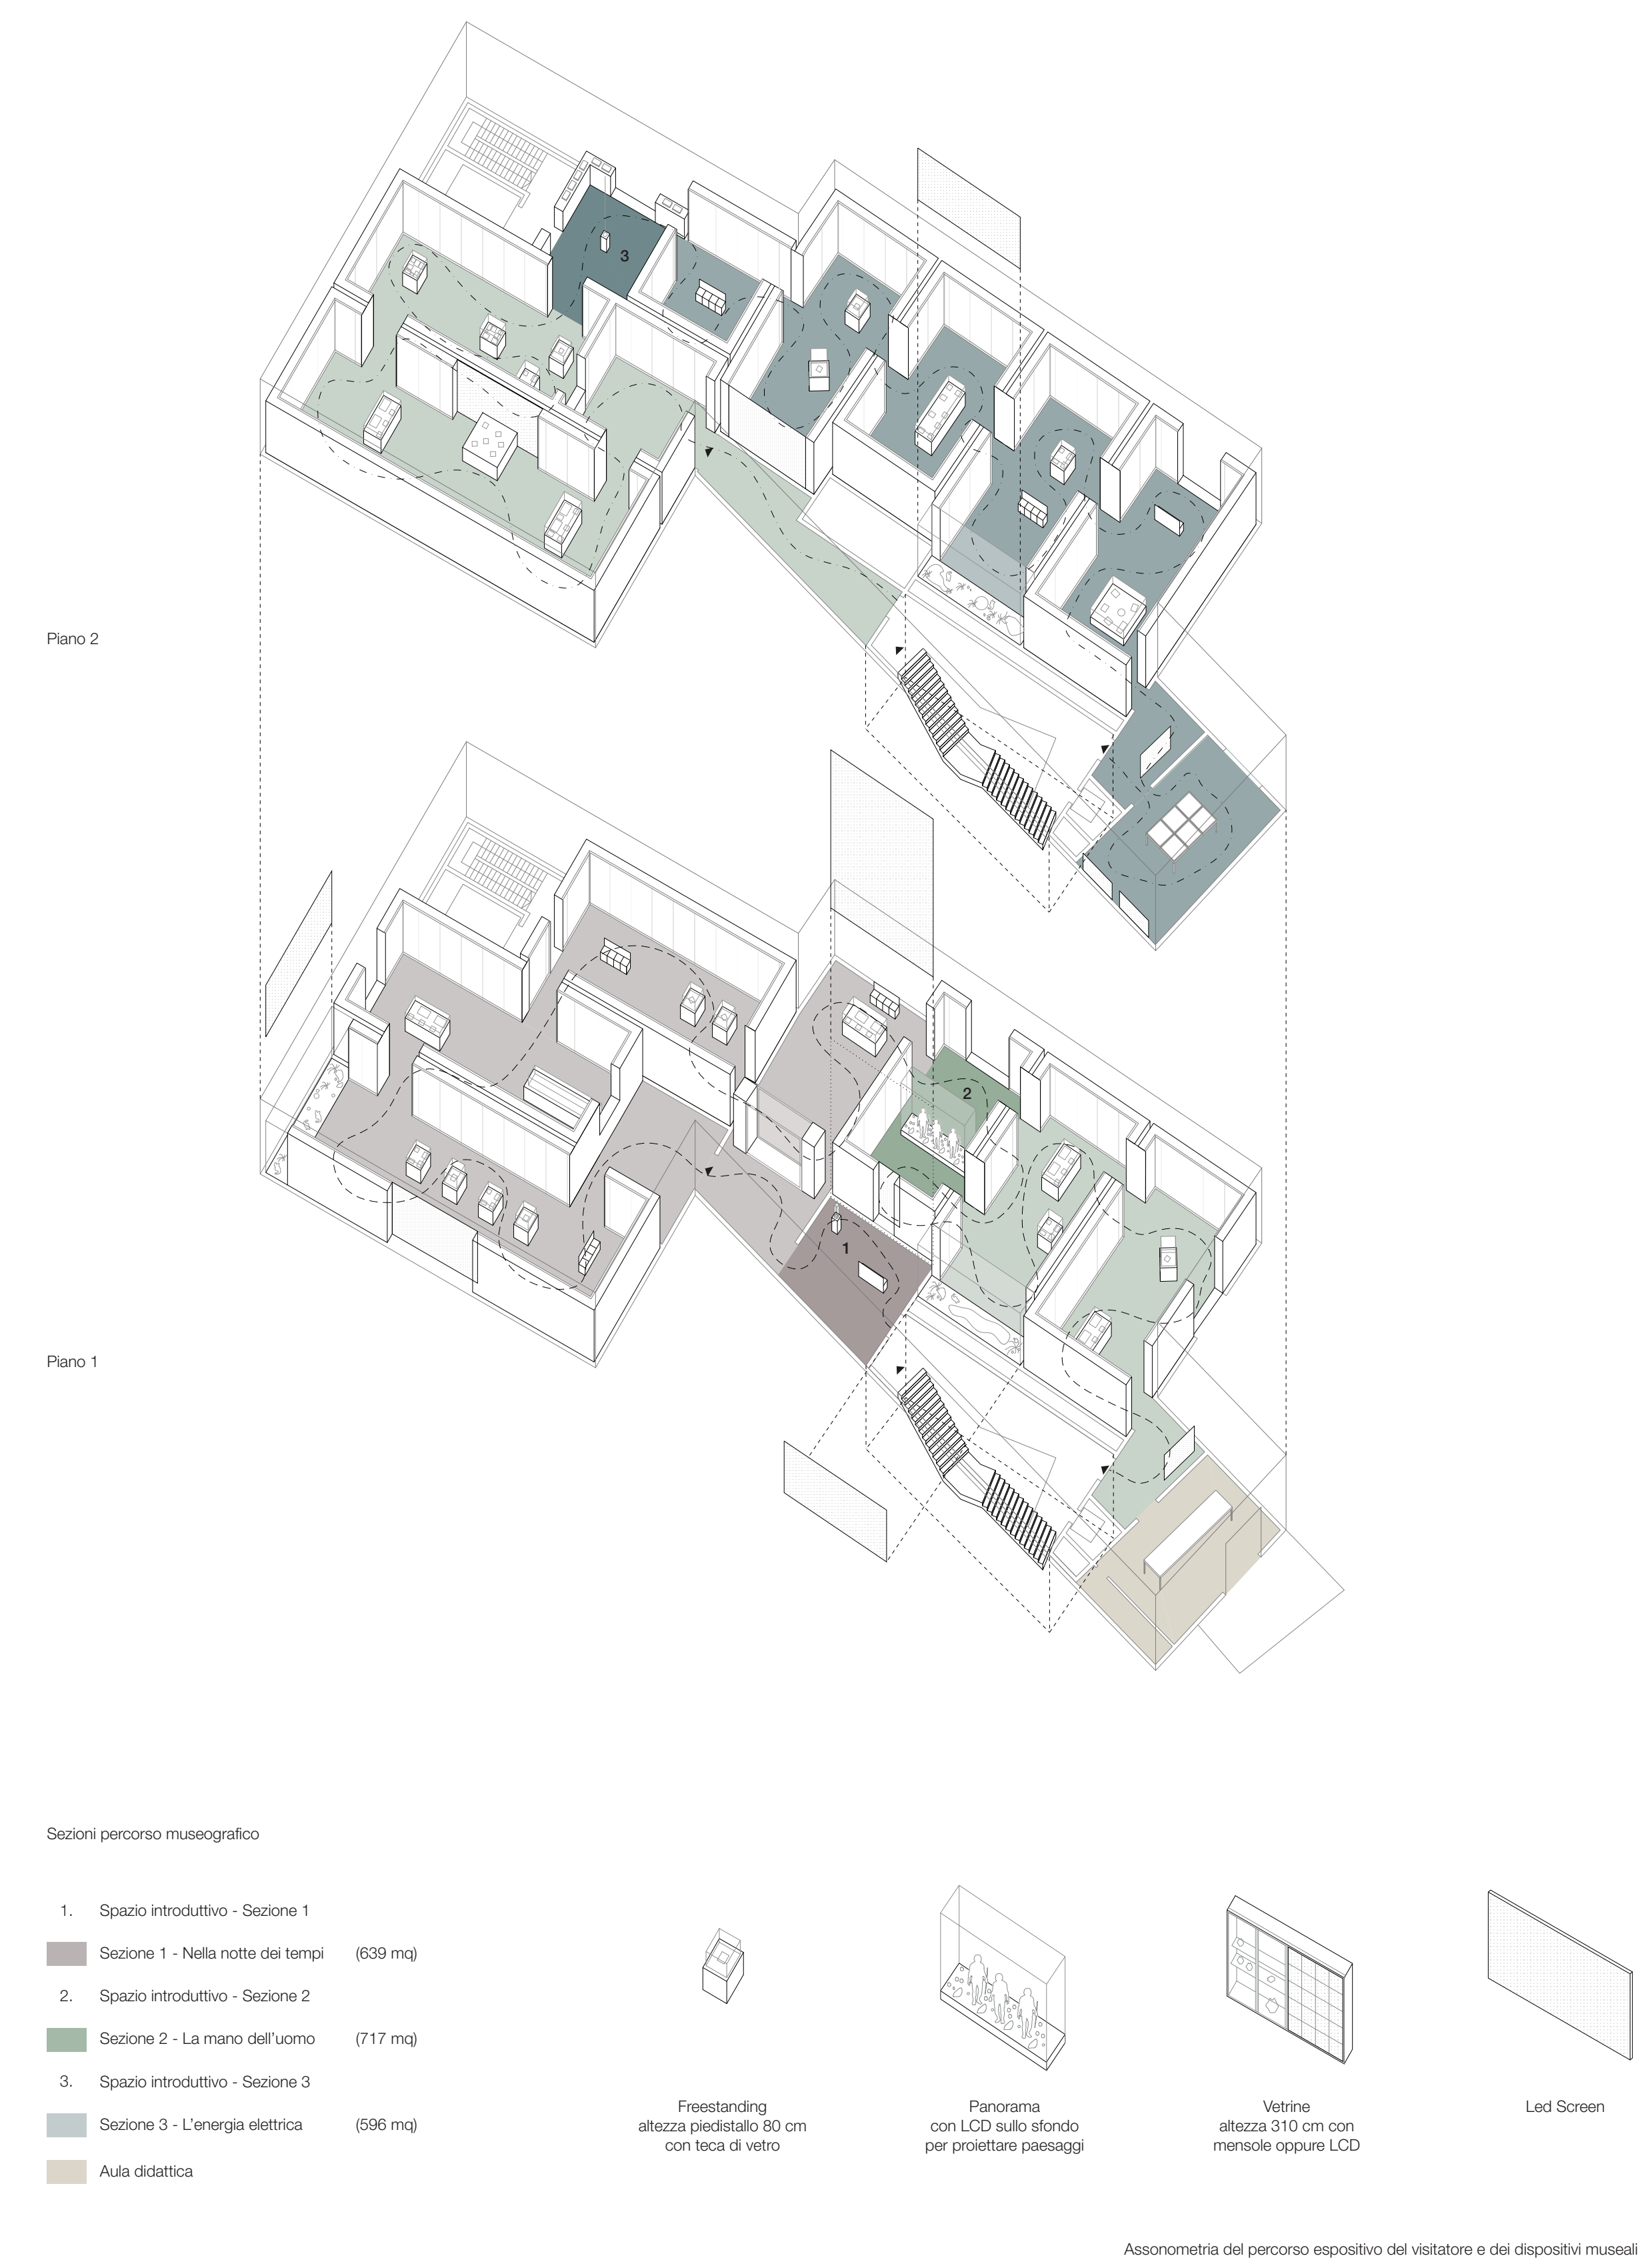 3
Piano 2
2
1
Piano 1
Sezioni percorso museografico
1. Spazio introduttivo - Sezione 1
Sezione 1 - Nella notte dei tempi (639 mq)
2. Spazio introduttivo - Sezione 2
Sezione 2 - La mano dell’uomo (717 mq)
3. Spazio introduttivo - Sezione 3
Sezione 3 - L’energia elettrica (596 mq)
Aula didattica
Freestanding
altezza piedistallo 80 cm
con teca di vetro
Panorama
con LCD sullo sfondo
per proiettare paesaggi
Vetrine
altezza 310 cm con
mensole oppure LCD
Led Screen
Assonometria del percorso espositivo del visitatore e dei dispositivi museali